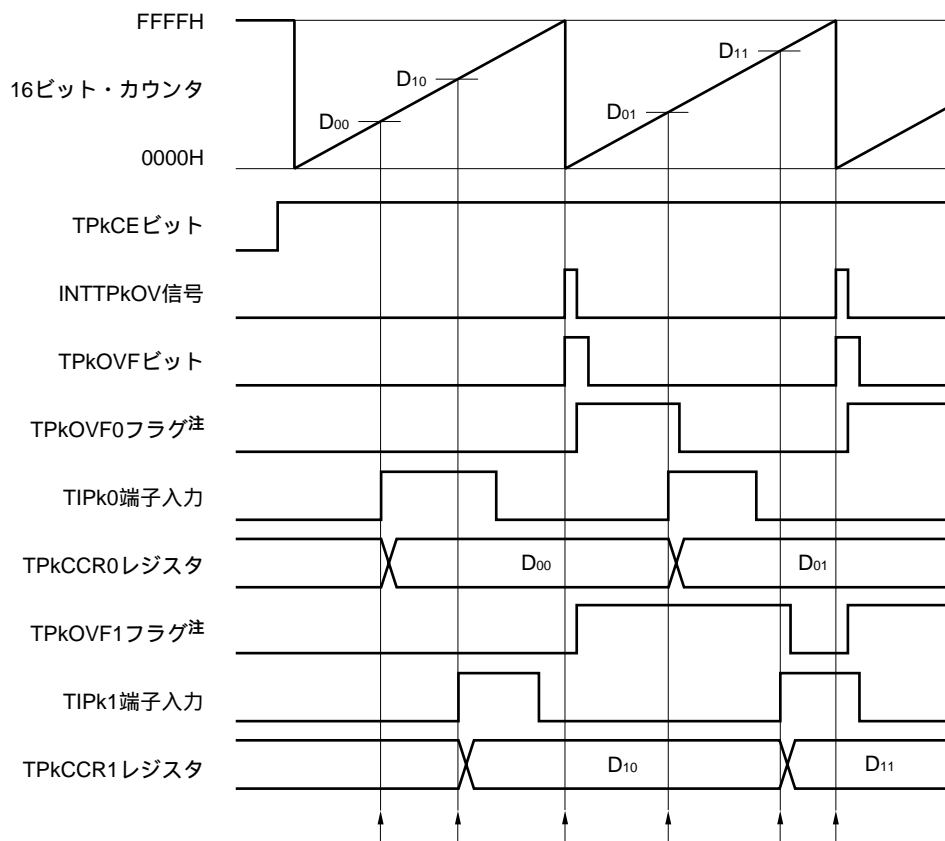 FFFFH
D11
D10
16ビット・カウンタ
D00
D01
0000H
TPkCEビット
INTTPkOV信号
TPkOVFビット
TPkOVF0フラグ注
TIPk0端子入力
TPkCCR0レジスタ
D00
D01
TPkOVF1フラグ注
TIPk1端子入力
TPkCCR1レジスタ
D10
D11